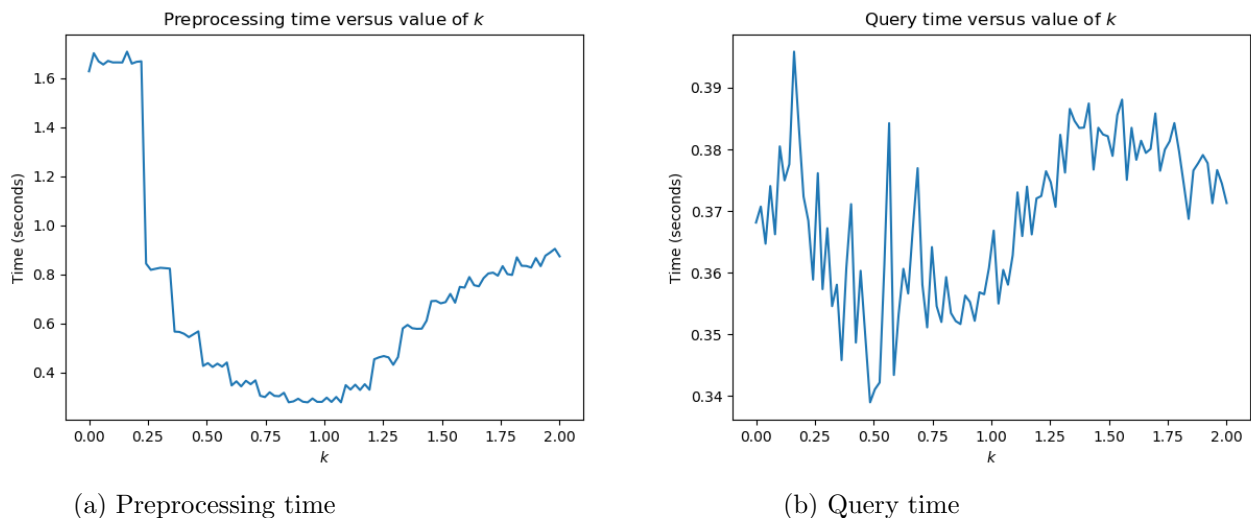 Preprocessing time versus value of k
Time (seconds)
1.6
1.4
1.2
1.0
0.8
0.6
0.4
0.00 0.25 0.50 0.75 1.00 1.25 1.50 1.75 2.00
k
(a) Preprocessing time
Query time versus value of k
Time (seconds)
0.39
0.38
0.37
0.36
0.35
0.34
0.00 0.25 0.50 0.75 1.00 1.25 1.50 1.75 2.00
k
(b) Query time